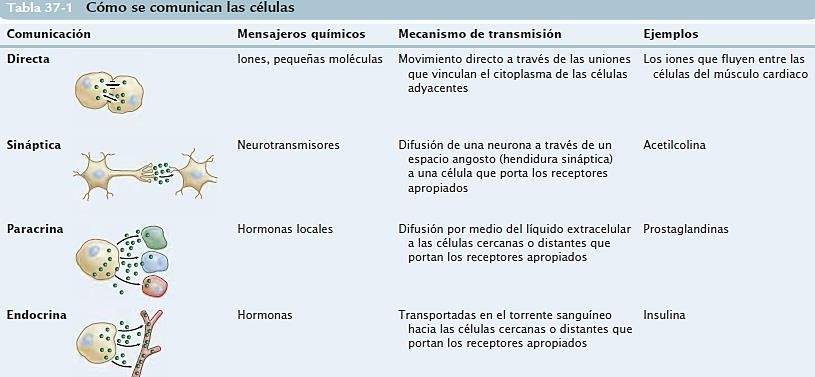 Tabla 37-1 Cómo se comunican las células
Comunicación Mensajeros químicos Mecanismo de transmisión Ejemplos
Directa Iones, pequeñas moléculas Movimiento directo a través de las uniones Los iones que fluyen entre las
que vinculan el citoplasma de las células células del músculo cardiaco
adyacentes
Sináptica Neurotransmisores Difusión de una neurona a través de un Acetilcolina
espacio angosto (hendidura sináptica)
a una célula que porta los receptores
apropiados
Paracrina Hormonas locales Difusión por medio del líquido extracelular Prostaglandinas
a las células cercanas o distantes que
portan los receptores apropiados
Endocrina Hormonas Transportadas en el torrente sanguíneo Insulina
hacia las células cercanas o distantes que
portan los receptores apropiados